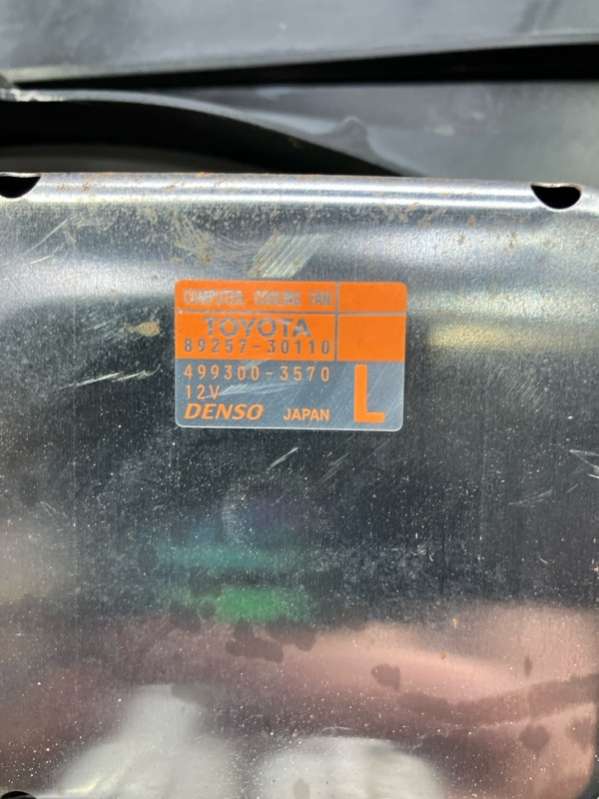 COMPUTER, COOLING FAN
TOYOTA
89257-30110
499300-3570
12V
L
DENSO JAPAN